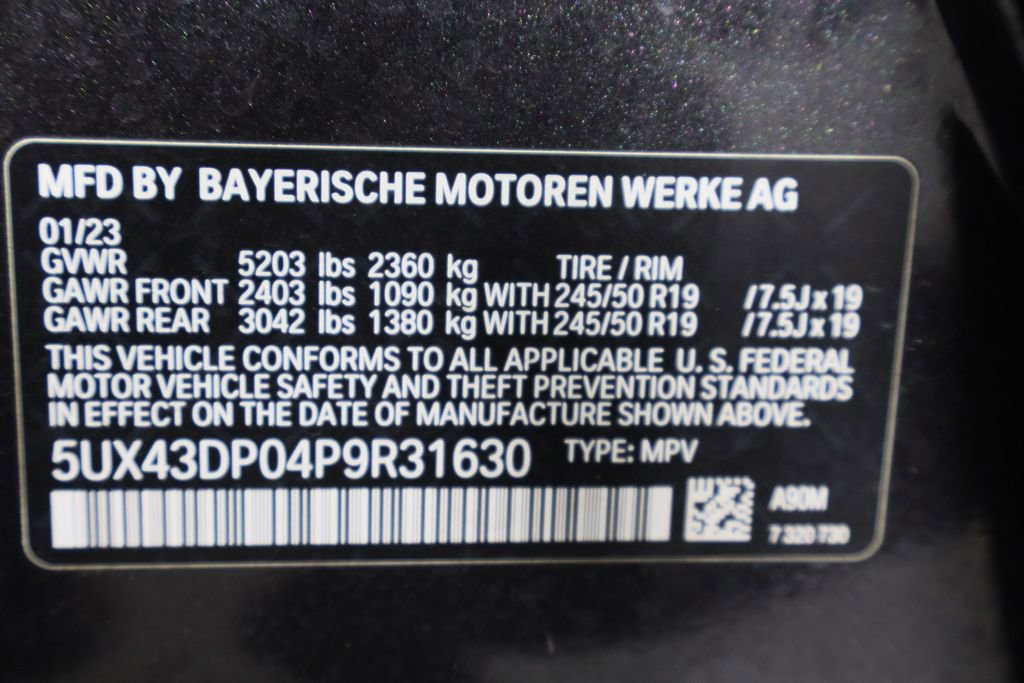 MFD BY BAYERISCHE MOTOREN WERKE AG
01/23
GVWR 5203 lbs 2360 kg TIRE / RIM
GAWR FRONT 2403 lbs 1090 kg WITH 245/50 R19 /7.5J x 19
GAWR REAR 3042 lbs 1380 kg WITH 245/50 R19 /7.5J x 19
THIS VEHICLE CONFORMS TO ALL APPLICABLE U. S. FEDERAL
MOTOR VEHICLE SAFETY AND THEFT PREVENTION STANDARDS
IN EFFECT ON THE DATE OF MANUFACTURE SHOWN ABOVE.
5UX43DP04P9R31630 TYPE: MPV
A90M
7 320 730